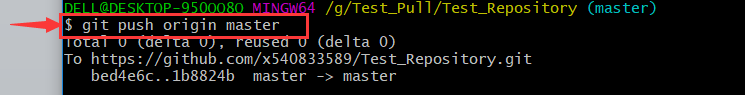 DELL@DESKTOP-950OO8O MINGW64 /g/Test_Pull/Test_Repository (master)
$ git push origin master
Total 0 (delta 0), reused 0 (delta 0)
To https://github.com/x540833589/Test_Repository.git
   bed4e6c..1b8824b  master -> master